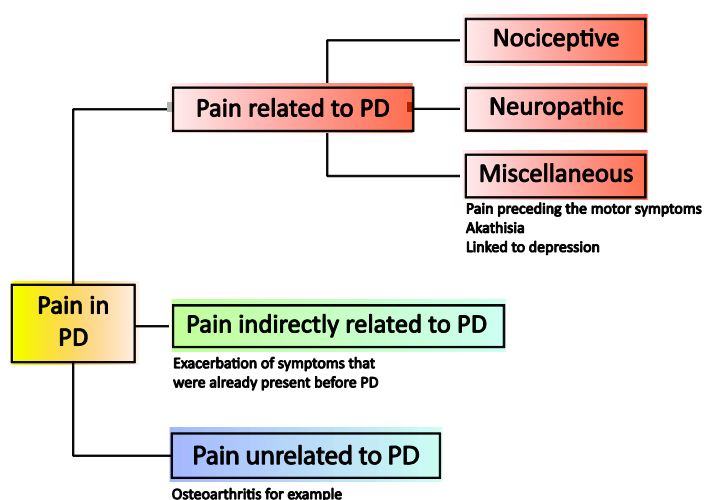 Nociceptive
Pain related to PD
Neuropathic
Miscellaneous
Pain preceding the motor symptoms
Akathisia
Linked to depression
Pain in
PD
Pain indirectly related to PD
Exacerbation of symptoms that
were already present before PD
Pain unrelated to PD
Osteoarthritis for example